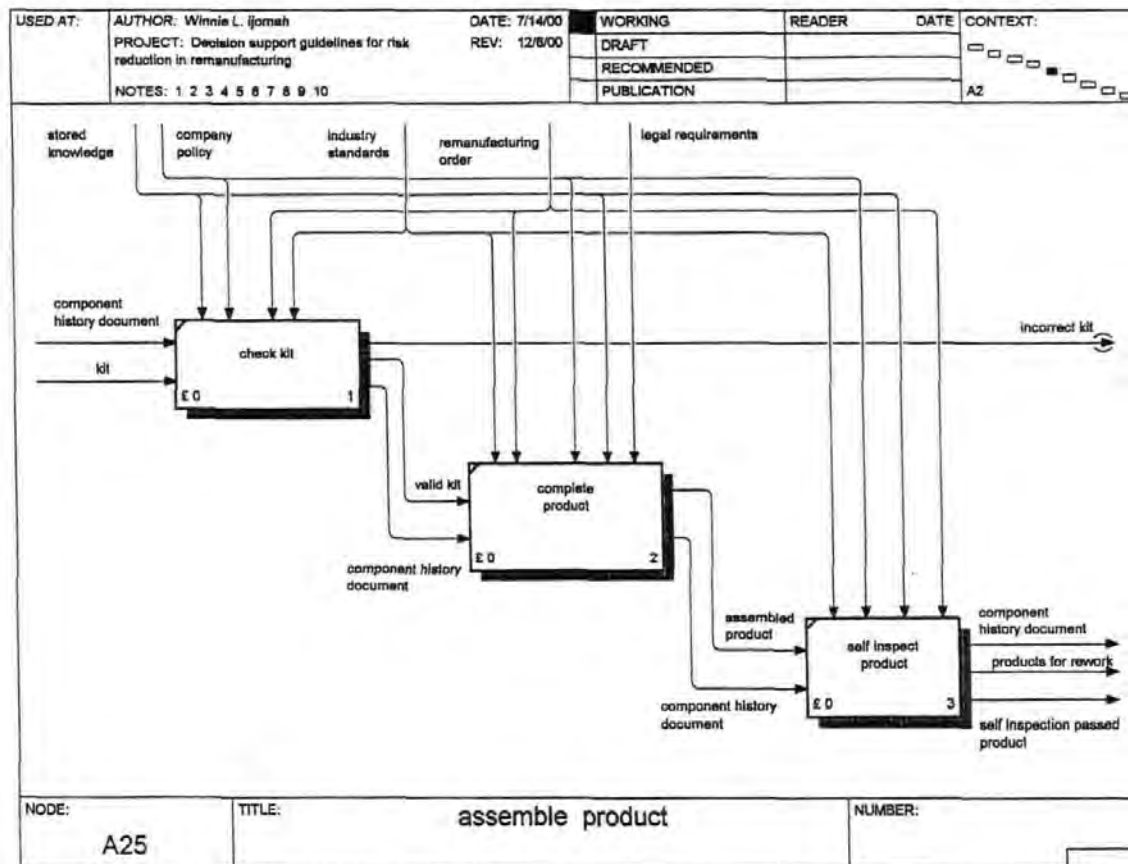 USED AT:
AUTHOR: Winnie L. Ijomah
DATE: 7/14/00
WORKING
READER
DATE
CONTEXT:
PROJECT: Decision support guidelines for risk
REV: 12/6/00
DRAFT
reduction in remanufacturing
RECOMMENDED
NOTES: 1 2 3 4 5 6 7 8 9 10
PUBLICATION
A2
stored
knowledge
company
policy
industry
standards
remanufacturing
order
legal requirements
component
history document
kit
check kit
£ 0
1
incorrect kit
valid kit
component history
document
complete
product
£ 0
2
assembled
product
component history
document
self inspect
product
£ 0
3
component
history document
products for rework
self inspection passed
product
NODE:
A25
TITLE:
assemble product
NUMBER: